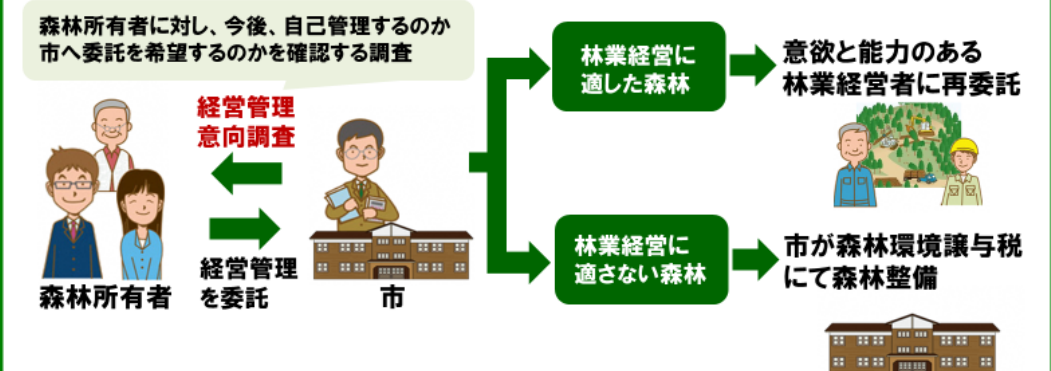 森林所有者に対し、今後、自己管理するのか
市へ委託を希望するのかを確認する調査
経営管理
意向調査
経営管理
を委託
森林所有者
市
林業経営に
適した森林
意欲と能力のある
林業経営者に再委託
林業経営に
適さない森林
市が森林環境譲与税
にて森林整備